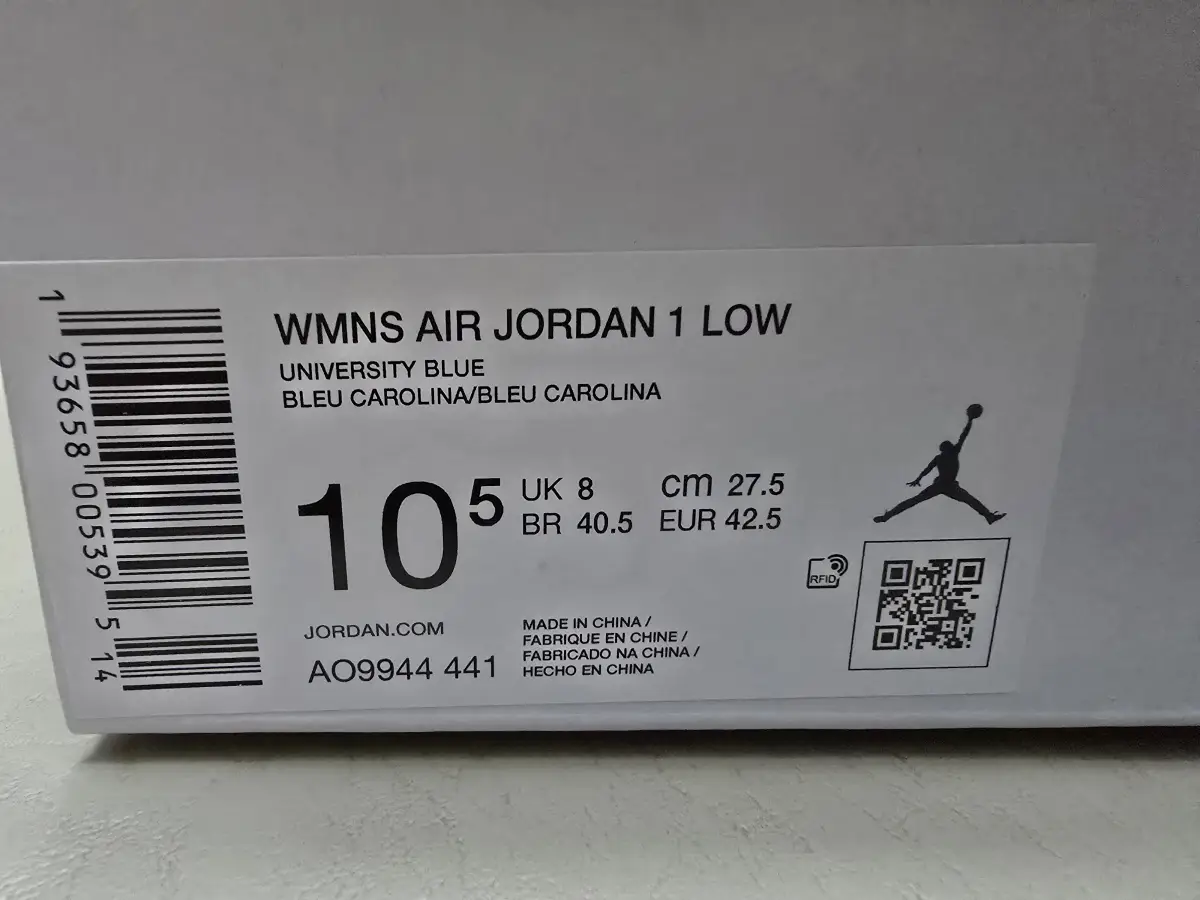 WMNS AIR JORDAN 1 LOW
UNIVERSITY BLUE
BLEU CAROLINA/BLEU CAROLINA
10 5
UK 8 cm 27.5
BR 40.5 EUR 42.5
RFID
JORDAN.COM
AO9944 441
MADE IN CHINA /
FABRIQUE EN CHINE /
FABRICADO NA CHINA /
HECHO EN CHINA
1 93658 00539 5 14